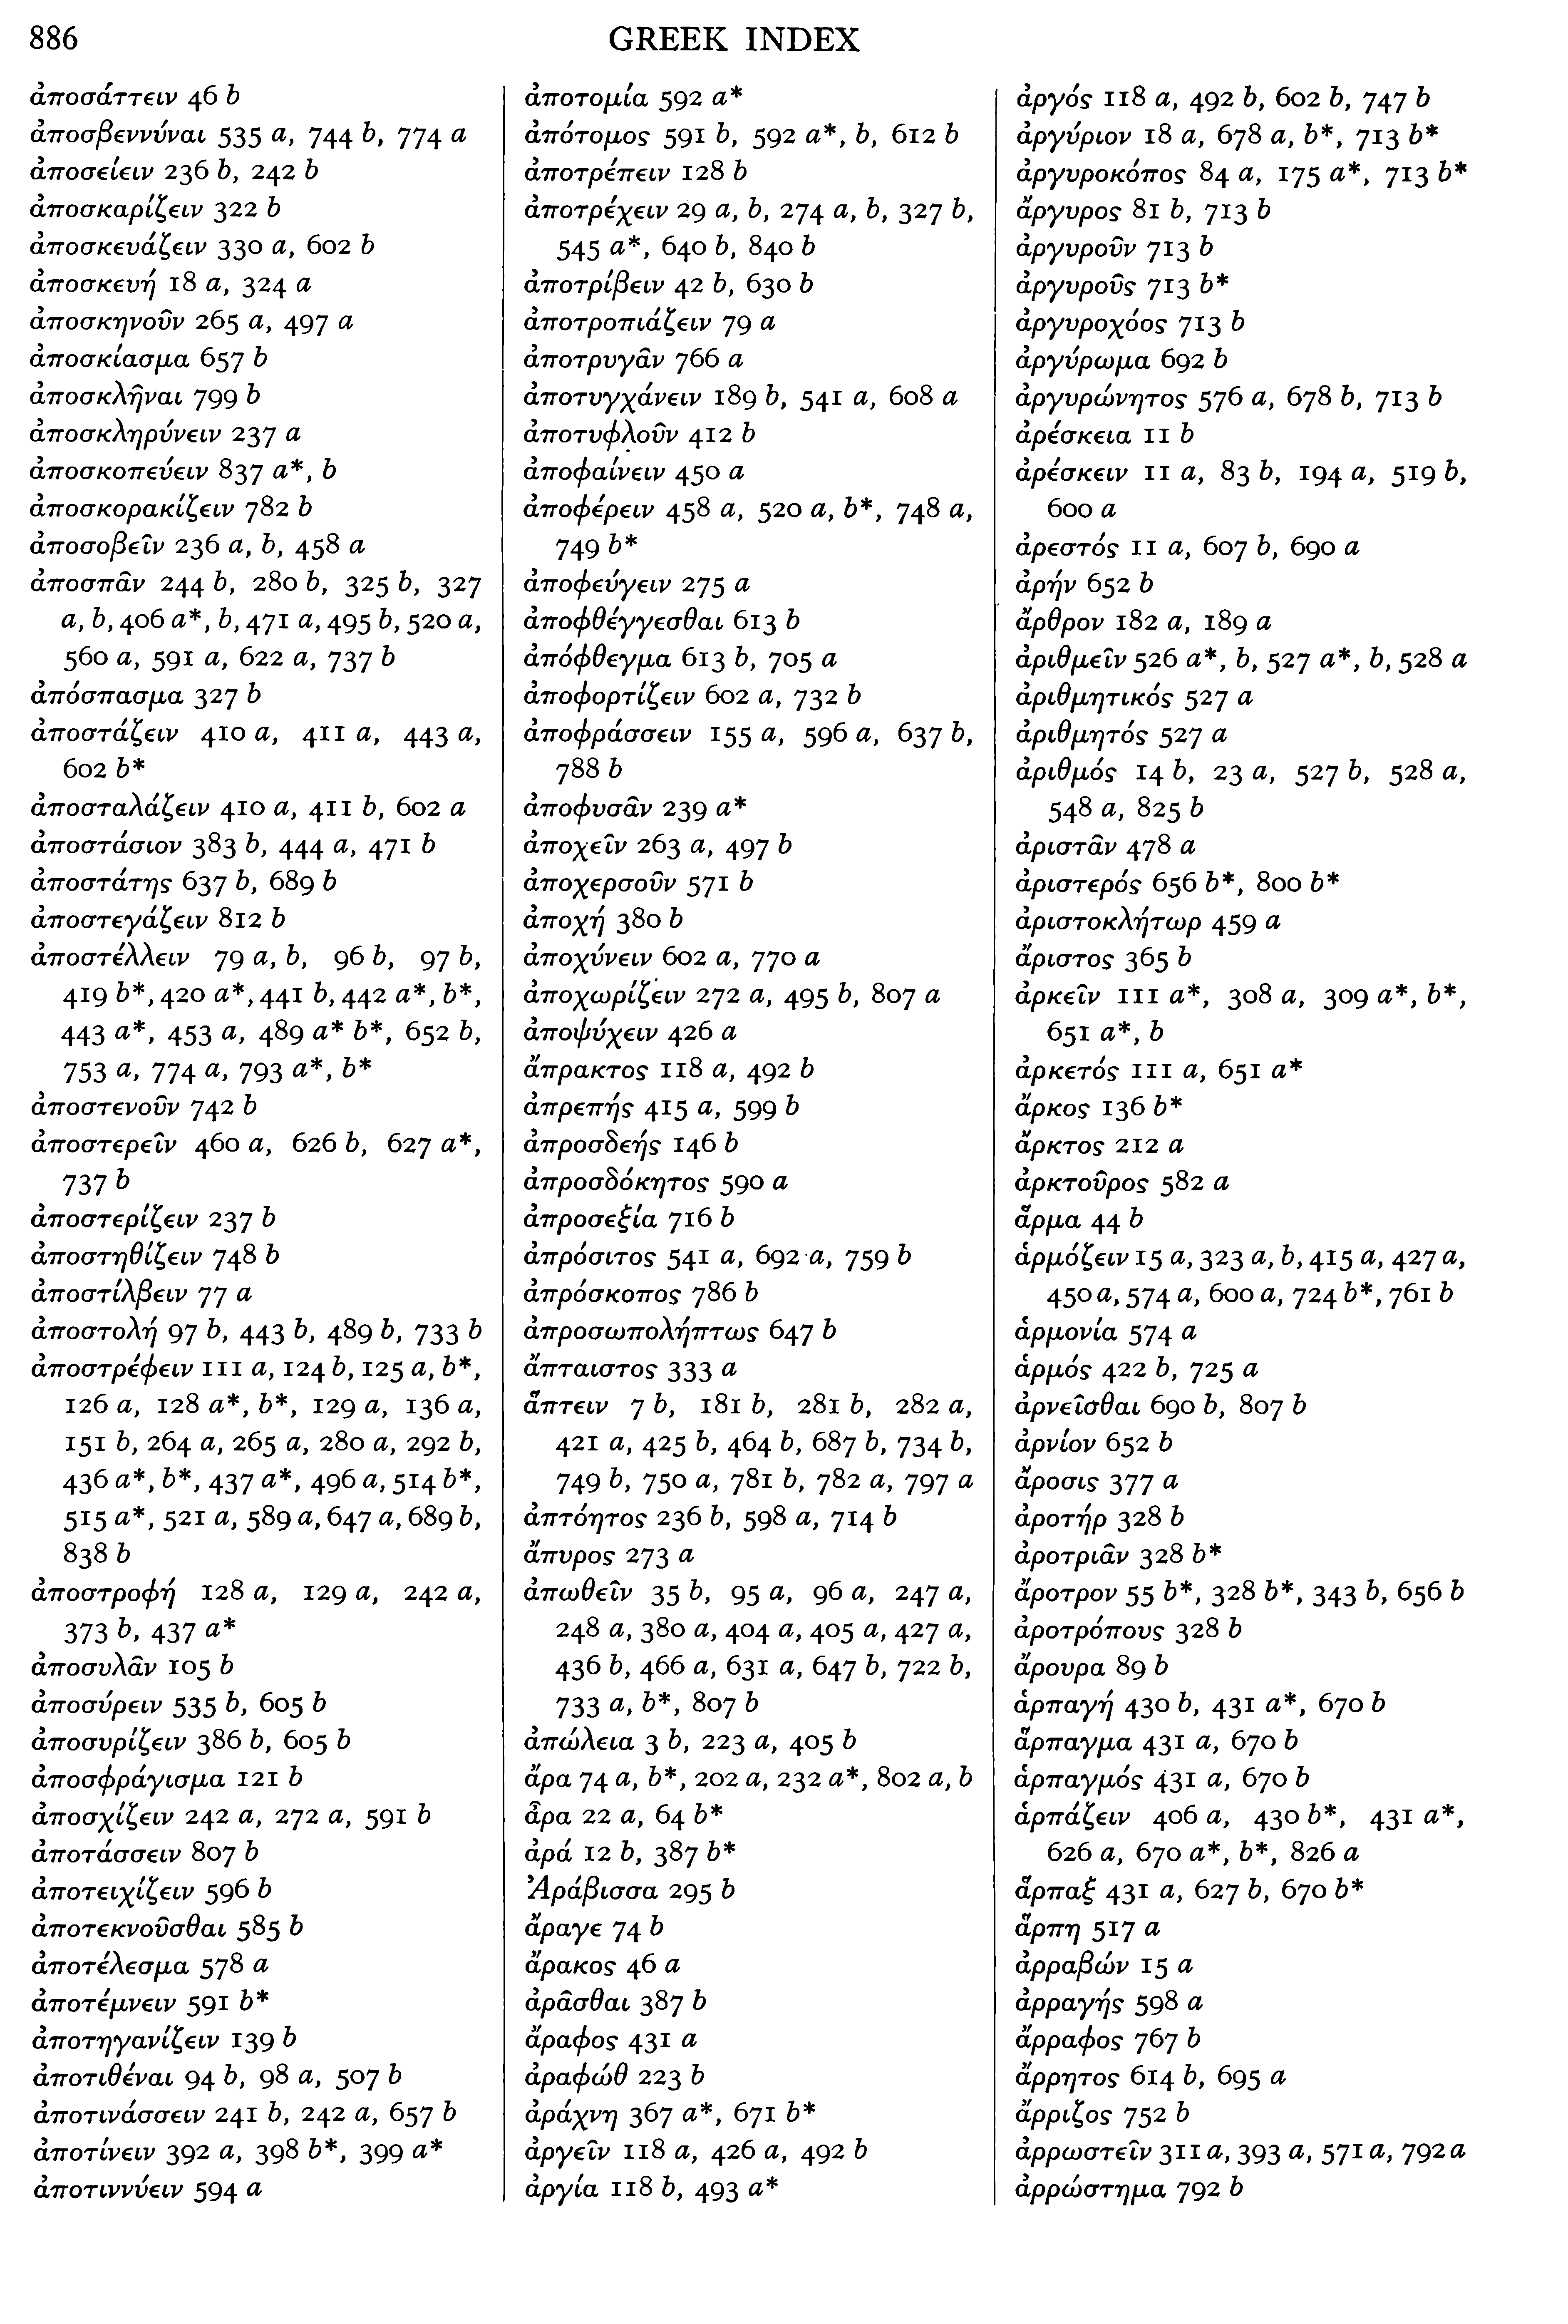 886
GREEK INDEX
ἀποσάττειν 46 b
ἀποσβεννύναι 535 a, 744 b, 774 a
ἀποσείειν 236 b, 242 b
ἀποσκαρίζειν 322 b
ἀποσκευάζειν 330 a, 602 b
ἀποσκευή 18 a, 324 a
ἀποσκηνοῦν 265 a, 497 a
ἀποσκίασμα 657 b
ἀποσκλῆναι 799 b
ἀποσκληρύνειν 237 a
ἀποσκοπεύειν 837 a*, b
ἀποσκορακίζειν 782 b
ἀποσοβεῖν 236 a, b, 458 a
ἀποσπᾶν 244 b, 280 b, 325 b, 327
a, b, 406 a*, b, 471 a, 495 b, 520 a,
560 a, 591 a, 622 a, 737 b
ἀπόσπασμα 327 b
ἀποστάζειν 410 a, 411 a, 443 a,
602 b*
ἀποσταλάζειν 410 a, 411 b, 602 a
ἀποστάσιον 383 b, 444 a, 471 b
ἀποστάτης 637 b, 689 b
ἀποστεγάζειν 812 b
ἀποστέλλειν 79 a, b, 96 b, 97 b,
419 b*, 420 a*, 441 b, 442 a*, b*,
443 a*, 453 a, 489 a* b*, 652 b,
753 a, 774 a, 793 a*, b*
ἀποστενοῦν 742 b
ἀποστερεῖν 460 a, 626 b, 627 a*,
737 b
ἀποστερίζειν 237 b
ἀποστηθίζειν 748 b
ἀποστίλβειν 77 a
ἀποστολή 97 b, 443 b, 489 b, 733 b
ἀποστρέφειν 111 a, 124 b, 125 a, b*,
126 a, 128 a*, b*, 129 a, 136 a,
151 b, 264 a, 265 a, 280 a, 292 b,
436 a*, b*, 437 a*, 496 a, 514 b*,
515 a*, 521 a, 589 a, 647 a, 689 b,
838 b
ἀποστροφή 128 a, 129 a, 242 a,
373 b, 437 a*
ἀποσυλᾶν 105 b
ἀποσύρειν 535 b, 605 b
ἀποσυρίζειν 386 b, 605 b
ἀποσφράγισμα 121 b
ἀποσχίζειν 242 a, 272 a, 591 b
ἀποτάσσειν 807 b
ἀποτειχίζειν 596 b
ἀποτεκνοῦσθαι 585 b
ἀποτέλεσμα 578 a
ἀποτέμνειν 591 b*
ἀποτηγανίζειν 139 b
ἀποτιθέναι 94 b, 98 a, 507 b
ἀποτινάσσειν 241 b, 242 a, 657 b
ἀποτίνειν 392 a, 398 b*, 399 a*
ἀποτιννύειν 594 a
ἀποτομία 592 a*
ἀπότομος 591 b, 592 a*, b, 612 b
ἀποτρέπειν 128 b
ἀποτρέχειν 29 a, b, 274 a, b, 327 b,
545 a*, 640 b, 840 b
ἀποτρίβειν 42 b, 630 b
ἀποτροπιάζειν 79 a
ἀποτρυγᾶν 766 a
ἀποτυγχάνειν 189 b, 541 a, 608 a
ἀποτυφλοῦν 412 b
ἀποφαίνειν 450 a
ἀποφέρειν 458 a, 520 a, b*, 748 a,
749 b*
ἀποφεύγειν 275 a
ἀποφθέγγεσθαι 613 b
ἀπόφθεγμα 613 b, 705 a
ἀποφορτίζειν 602 a, 732 b
ἀποφράσσειν 155 a, 596 a, 637 b,
788 b
ἀποφυσᾶν 239 a*
ἀποχεῖν 263 a, 497 b
ἀποχερσοῦν 571 b
ἀποχή 380 b
ἀποχύνειν 602 a, 770 a
ἀποχωρίζειν 272 a, 495 b, 807 a
ἀποψύχειν 426 a
ἄπρακτος 118 a, 492 b
ἀπρεπής 415 a, 599 b
ἀπροσδεής 146 b
ἀπροσδόκητος 590 a
ἀπροσεξία 716 b
ἀπρόσιτος 541 a, 692 a, 759 b
ἀπρόσκοπος 786 b
ἀπροσωπολήπτως 647 b
ἄπταιστος 333 a
ἅπτειν 7 b, 181 b, 281 b, 282 a,
421 a, 425 b, 464 b, 687 b, 734 b,
749 b, 750 a, 781 b, 782 a, 797 a
ἀπτόητος 236 b, 598 a, 714 b
ἄπυρος 273 a
ἀπωθεῖν 35 b, 95 a, 96 a, 247 a,
248 a, 380 a, 404 a, 405 a, 427 a,
436 b, 466 a, 631 a, 647 b, 722 b,
733 a, b*, 807 b
ἀπώλεια 3 b, 223 a, 405 b
ἄρα 74 a, b*, 202 a, 232 a*, 802 a, b
ἆρα 22 a, 64 b*
ἀρά 12 b, 387 b*
Ἀράβισσα 295 b
ἄραγε 74 b
ἄρακος 46 a
ἀρᾶσθαι 387 b
ἄραφος 431 a
ἀραφώθ 223 b
ἀράχνη 367 a*, 671 b*
ἀργεῖν 118 a, 426 a, 492 b
ἀργία 118 b, 493 a*
ἀργός 118 a, 492 b, 602 b, 747 b
ἀργύριον 18 a, 678 a, b*, 713 b*
ἀργυροκόπος 84 a, 175 a*, 713 b*
ἄργυρος 81 b, 713 b
ἀργυροῦν 713 b
ἀργυροῦς 713 b*
ἀργυροχόος 713 b
ἀργύρωμα 692 b
ἀργυρώνητος 576 a, 678 b, 713 b
ἀρέσκεια 11 b
ἀρέσκειν 11 a, 83 b, 194 a, 519 b,
600 a
ἀρεστός 11 a, 607 b, 690 a
ἀρήν 652 b
ἄρθρον 182 a, 189 a
ἀριθμεῖν 526 a*, b, 527 a*, b, 528 a
ἀριθμητικός 527 a
ἀριθμητός 527 a
ἀριθμός 14 b, 23 a, 527 b, 528 a,
548 a, 825 b
ἀριστᾶν 478 a
ἀριστερός 656 b*, 800 b*
ἀριστοκλήτωρ 459 a
ἄριστος 365 b
ἀρκεῖν 111 a*, 308 a, 309 a*, b*,
651 a*, b
ἀρκετός 111 a, 651 a*
ἄρκος 136 b*
ἄρκτος 212 a
ἀρκτοῦρος 582 a
ἅρμα 44 b
ἁρμόζειν 15 a, 323 a, b, 415 a, 427 a,
450 a, 574 a, 600 a, 724 b*, 761 b
ἁρμονία 574 a
ἁρμός 422 b, 725 a
ἀρνεῖσθαι 690 b, 807 b
ἀρνίον 652 b
ἄροσις 377 a
ἀροτήρ 328 b
ἀροτριᾶν 328 b*
ἄροτρον 55 b*, 328 b*, 343 b, 656 b
ἀροτρόπους 328 b
ἄρουρα 89 b
ἁρπαγή 430 b, 431 a*, 670 b
ἅρπαγμα 431 a, 670 b
ἁρπαγμός 431 a, 670 b
ἁρπάζειν 406 a, 430 b*, 431 a*,
626 a, 670 a*, b*, 826 a
ἅρπαξ 431 a, 627 b, 670 b*
ἅρπη 517 a
ἀρραβών 15 a
ἀρραγής 598 a
ἄρραφος 767 b
ἄρρητος 614 b, 695 a
ἄρριζος 752 b
ἀρρωστεῖν 311 a, 393 a, 571 a, 792 a
ἀρρώστημα 792 b